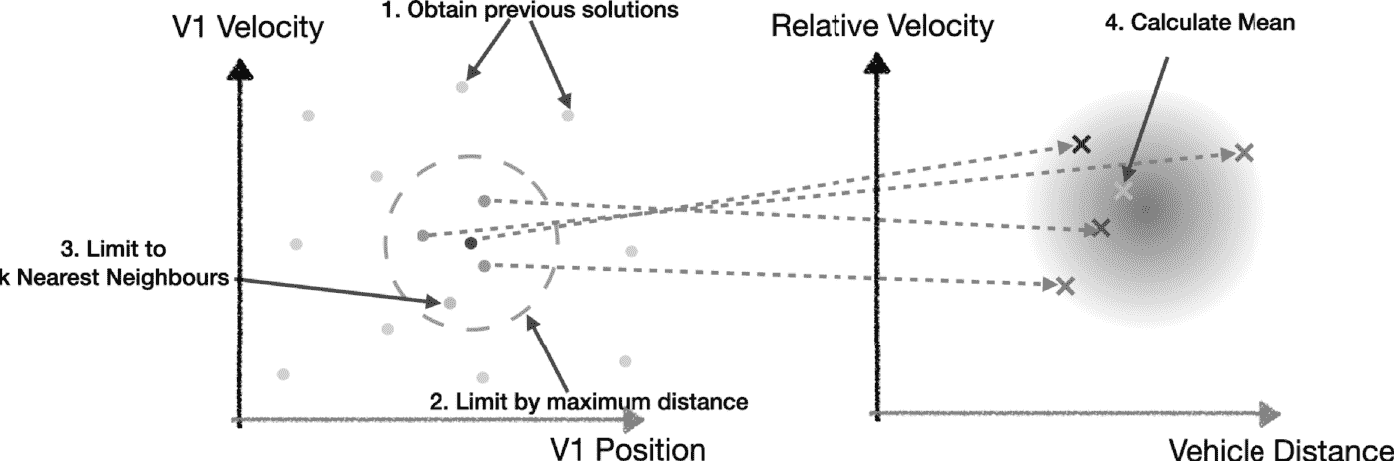 1. Obtain previous solutions
V1 Velocity
Relative Velocity
4. Calculate Mean
3. Limit to
k Nearest Neighbours
2. Limit by maximum distance
V1 Position
Vehicle Distance